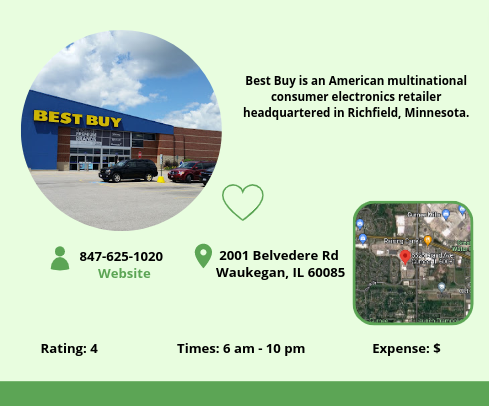 BEST BUY
Best Buy is an American multinational
consumer electronics retailer
headquartered in Richfield, Minnesota.
847-625-1020
Website
2001 Belvedere Rd
Waukegan, IL 60085
Rating: 4
Times: 6 am - 10 pm
Expense: $